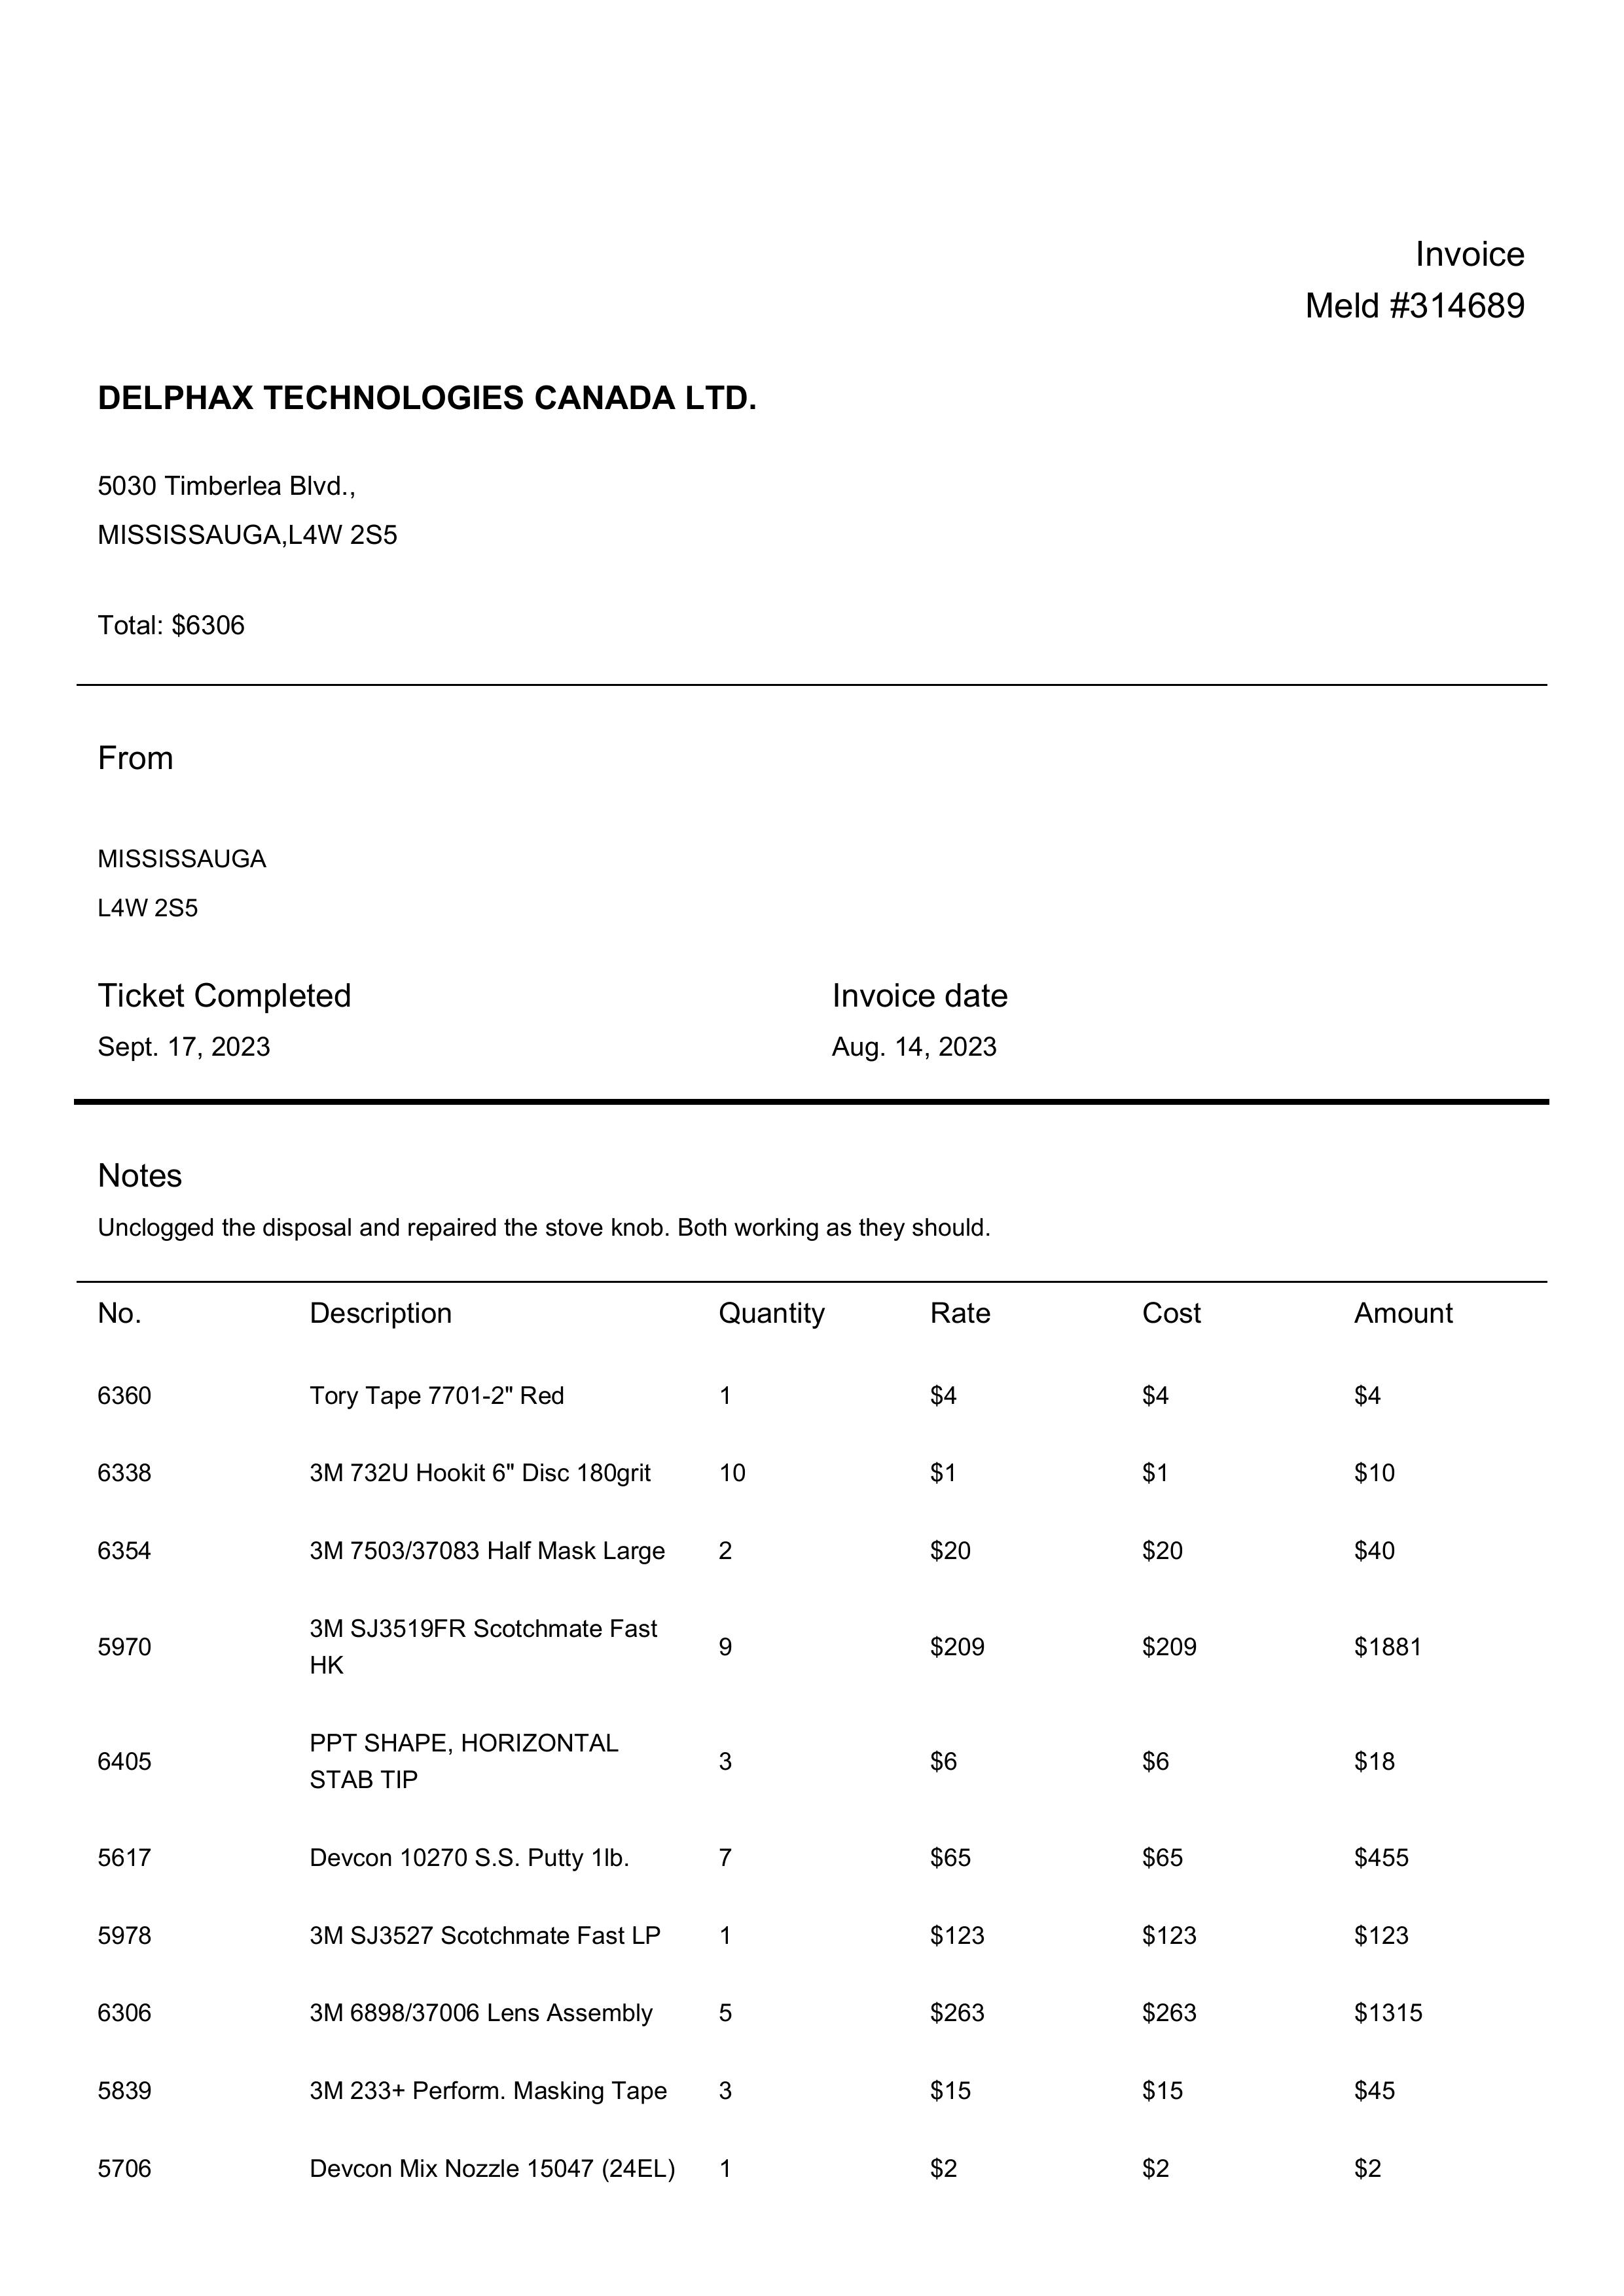 Invoice
Meld #314689
DELPHAX TECHNOLOGIES CANADA LTD.
5030 Timberlea Blvd.,
MISSISSAUGA,L4W 2S5
Total: $6306
From
MISSISSAUGA
L4W 2S5
Ticket Completed Invoice date
Sept. 17, 2023 Aug. 14, 2023
Notes
Unclogged the disposal and repaired the stove knob. Both working as they should.
No. Description Quantity Rate Cost Amount
6360 Tory Tape 7701-2" Red 1 $4 $4 $4
6338 3M 732U Hookit 6" Disc 180grit 10 $1 $1 $10
6354 3M 7503/37083 Half Mask Large 2 $20 $20 $40
5970 3M SJ3519FR Scotchmate Fast 9 $209 $209 $1881
HK
6405 PPT SHAPE, HORIZONTAL 3 $6 $6 $18
STAB TIP
5617 Devcon 10270 S.S. Putty 1lb. 7 $65 $65 $455
5978 3M SJ3527 Scotchmate Fast LP 1 $123 $123 $123
6306 3M 6898/37006 Lens Assembly 5 $263 $263 $1315
5839 3M 233+ Perform. Masking Tape 3 $15 $15 $45
5706 Devcon Mix Nozzle 15047 (24EL) 1 $2 $2 $2